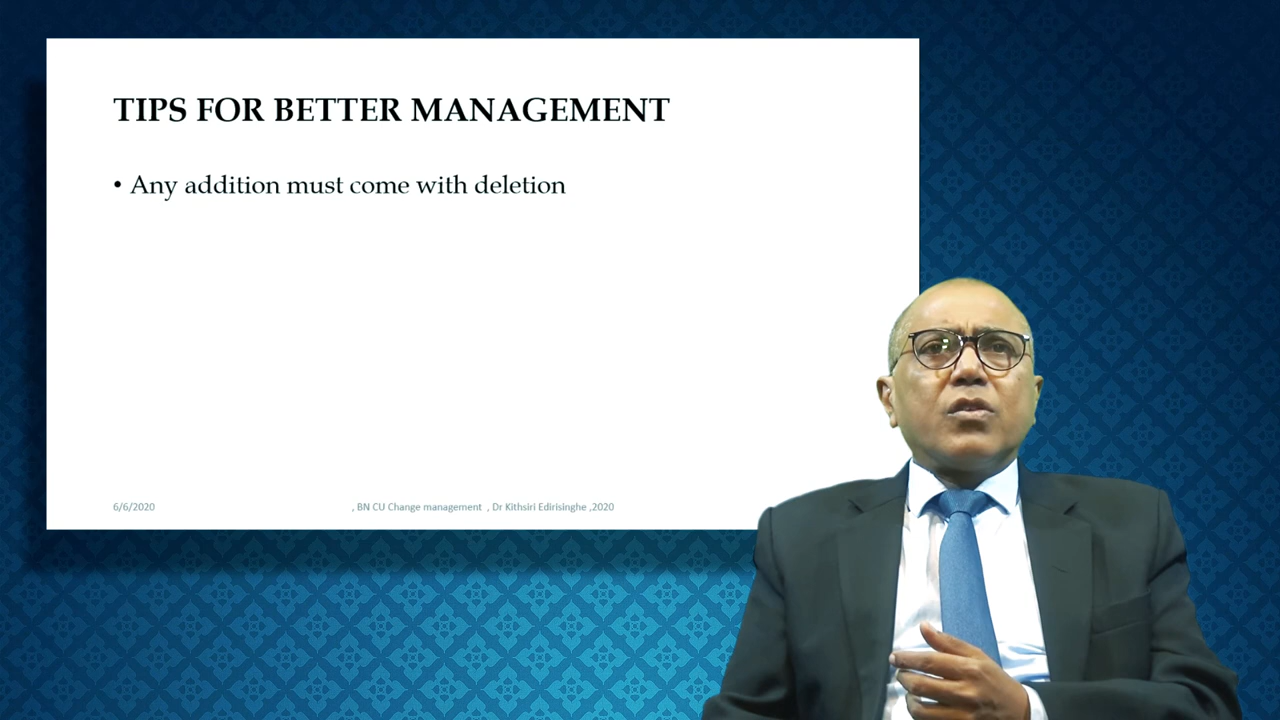 TIPS FOR BETTER MANAGEMENT
• Any addition must come with deletion
6/6/2020
, BN CU Change management , Dr Kithsiri Edirisinghe ,2020